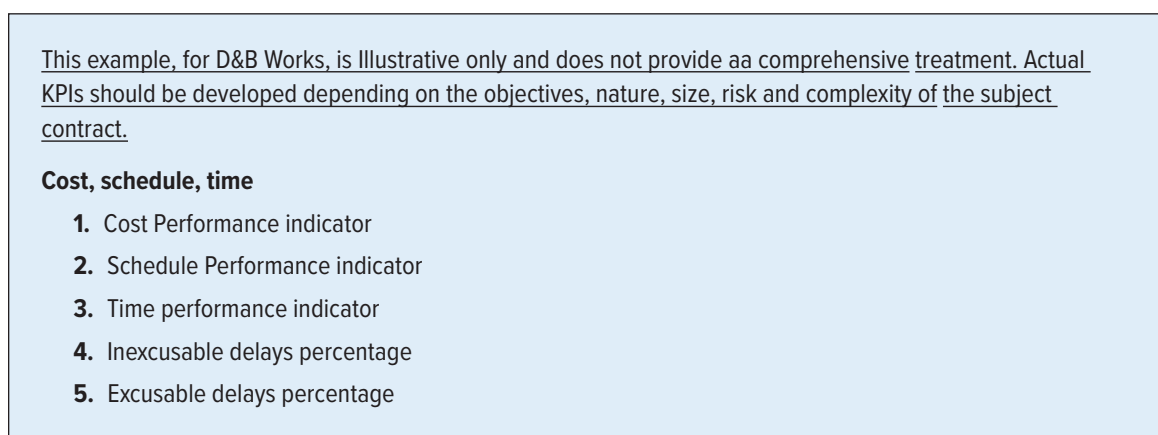 This example, for D&B Works, is Illustrative only and does not provide aa comprehensive treatment. Actual
KPIs should be developed depending on the objectives, nature, size, risk and complexity of the subject
contract.
Cost, schedule, time
1. Cost Performance indicator
2. Schedule Performance indicator
3. Time performance indicator
4. Inexcusable delays percentage
5. Excusable delays percentage